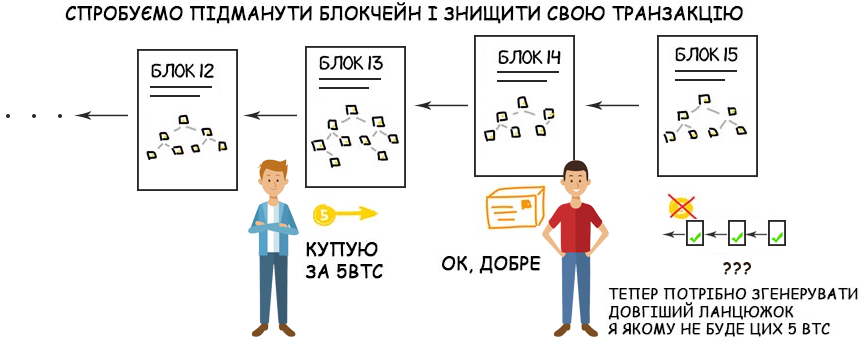 СПРОБУЄМО ПІДМАНУТИ БЛОКЧЕЙН І ЗНИЩИТИ СВОЮ ТРАНЗАКЦІЮ
БЛОК 12
БЛОК 13
БЛОК 14
БЛОК 15
. . .
5
КУПУЮ
ЗА 5BTC
ОК, ДОБРЕ
???
ТЕПЕР ПОТРІБНО ЗГЕНЕРУВАТИ
ДОВГІШИЙ ЛАНЦЮЖОК
Я ЯКОМУ НЕ БУДЕ ЦИХ 5 BTC